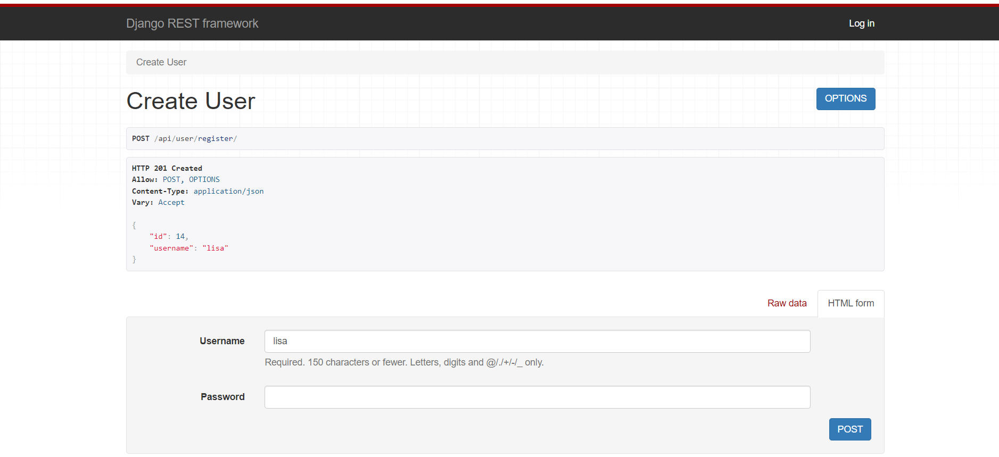 Django REST framework
Log in
Create User
Create User
OPTIONS
POST /api/user/register/
HTTP 201 Created
Allow: POST, OPTIONS
Content-Type: application/json
Vary: Accept
{
    "id": 14,
    "username": "lisa"
}
Raw data
HTML form
Username
lisa
Required. 150 characters or fewer. Letters, digits and @/./+/-/_ only.
Password
POST